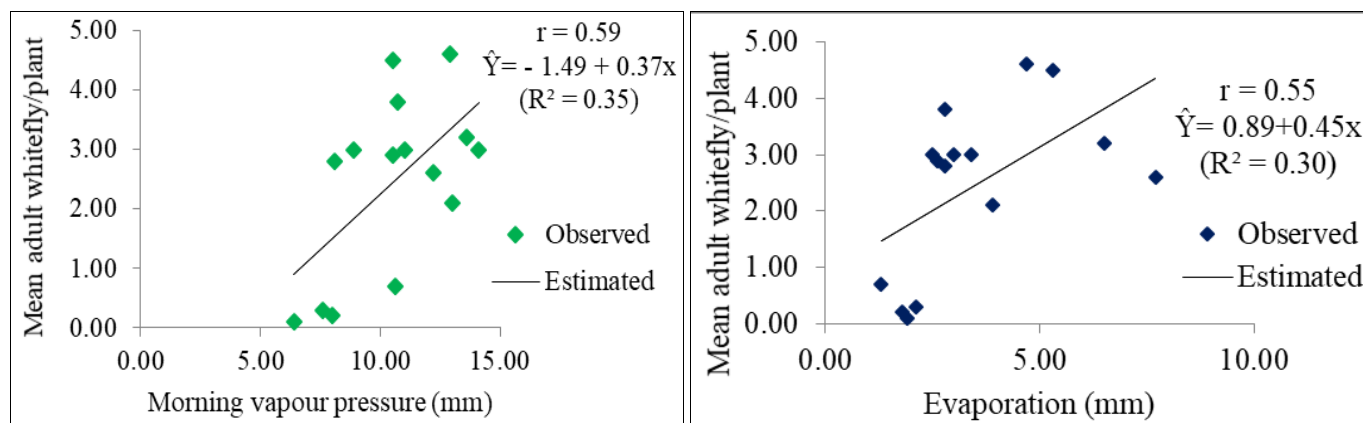 Mean adult whitefly/plant
5.00
4.00
3.00
2.00
1.00
0.00
0.00
5.00
10.00
15.00
Morning vapour pressure (mm)
r = 0.59
Ŷ= - 1.49 + 0.37x
(R² = 0.35)
Observed
Estimated
Mean adult whitefly/plant
5.00
4.00
3.00
2.00
1.00
0.00
0.00
5.00
10.00
Evaporation (mm)
r = 0.55
Ŷ= 0.89+0.45x
(R² = 0.30)
Observed
Estimated